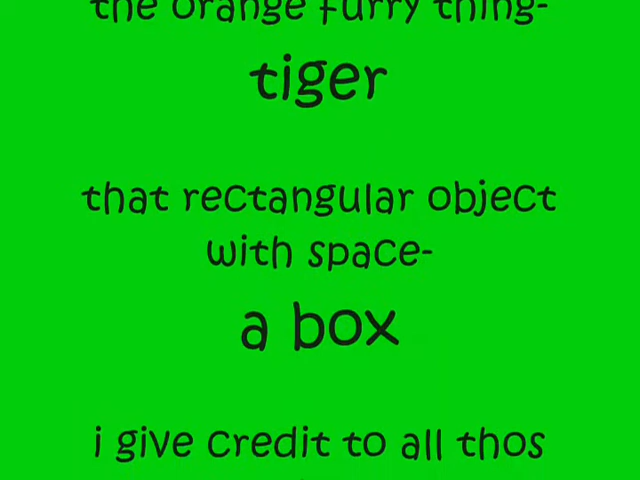 the orange furry thing-
tiger
that rectangular object
with space-
a box
i give credit to all thos